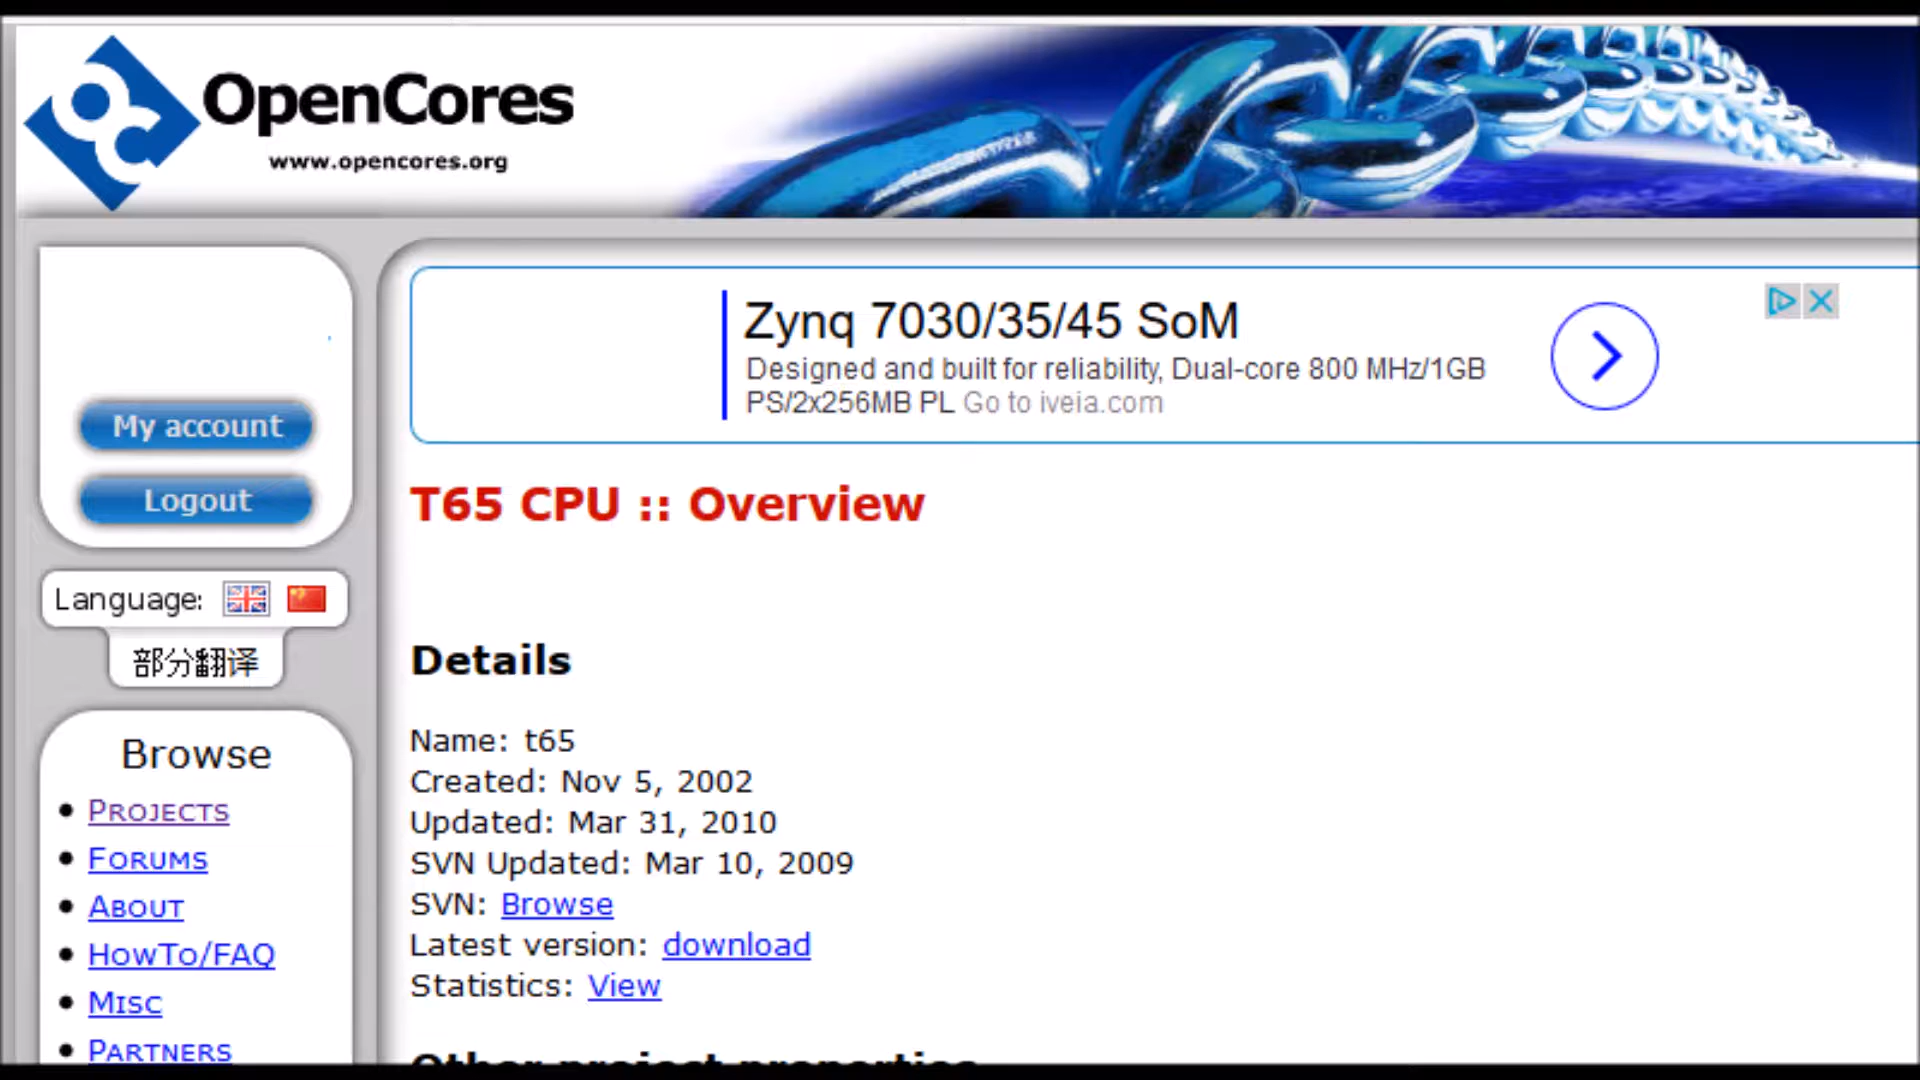 OpenCores
www.opencores.org
My account
Logout
Language:
部分翻译
Browse
PROJECTS
FORUMS
ABOUT
HOWTO/FAQ
MISC
PARTNERS
Zynq 7030/35/45 SoM
Designed and built for reliability, Dual-core 800 MHz/1GB
PS/2x256MB PL Go to iveia.com
T65 CPU :: Overview
Details
Name: t65
Created: Nov 5, 2002
Updated: Mar 31, 2010
SVN Updated: Mar 10, 2009
SVN: Browse
Latest version: download
Statistics: View
Other project properties